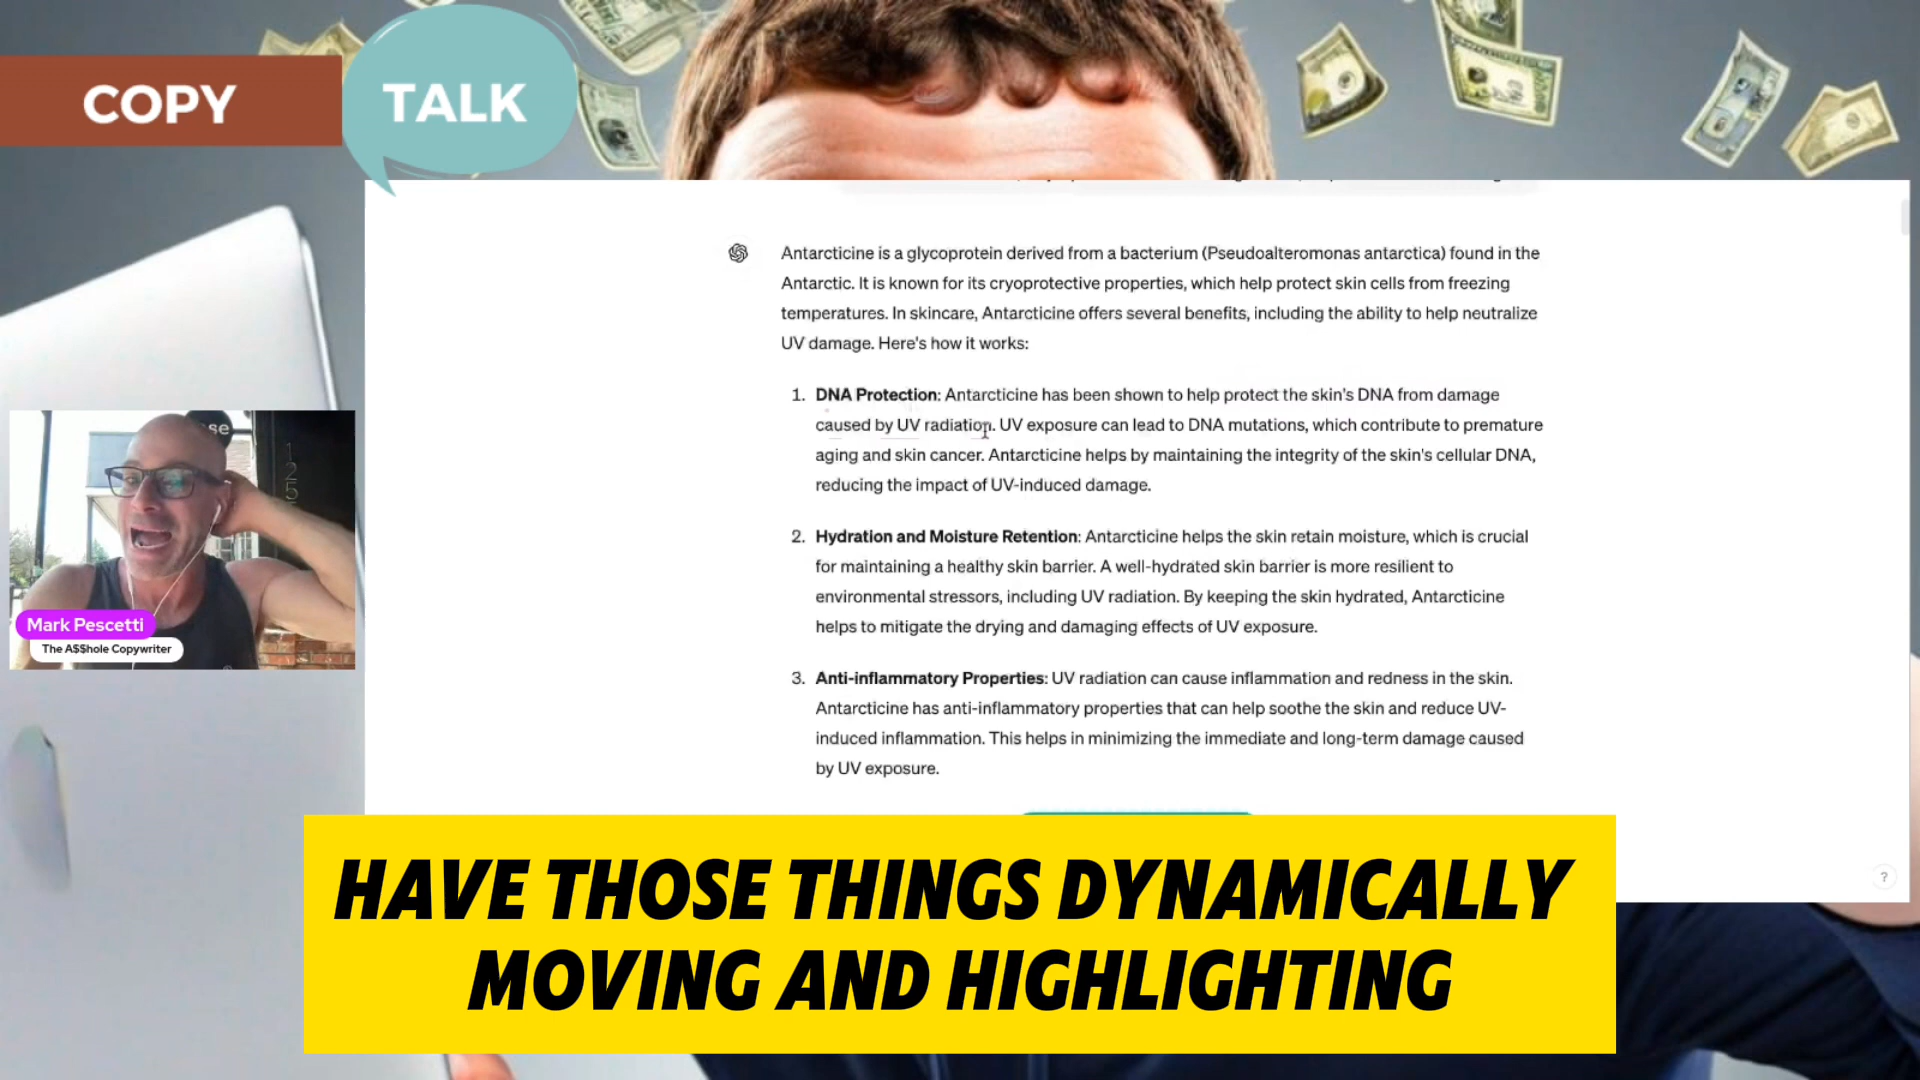 COPY TALK
Antarcticine is a glycoprotein derived from a bacterium (Pseudoalteromonas antarctica) found in the
Antarctic. It is known for its cryoprotective properties, which help protect skin cells from freezing
temperatures. In skincare, Antarcticine offers several benefits, including the ability to help neutralize
UV damage. Here's how it works:
1. DNA Protection: Antarcticine has been shown to help protect the skin's DNA from damage
caused by UV radiation. UV exposure can lead to DNA mutations, which contribute to premature
aging and skin cancer. Antarcticine helps by maintaining the integrity of the skin's cellular DNA,
reducing the impact of UV-induced damage.
2. Hydration and Moisture Retention: Antarcticine helps the skin retain moisture, which is crucial
for maintaining a healthy skin barrier. A well-hydrated skin barrier is more resilient to
environmental stressors, including UV radiation. By keeping the skin hydrated, Antarcticine
helps to mitigate the drying and damaging effects of UV exposure.
3. Anti-inflammatory Properties: UV radiation can cause inflammation and redness in the skin.
Antarcticine has anti-inflammatory properties that can help soothe the skin and reduce UV-
induced inflammation. This helps in minimizing the immediate and long-term damage caused
by UV exposure.
se
125
Mark Pescetti
The A$$hole Copywriter
?
HAVE THOSE THINGS DYNAMICALLY
MOVING AND HIGHLIGHTING